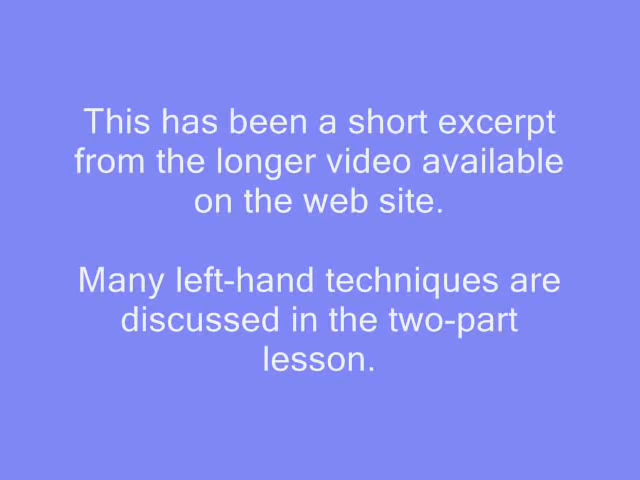 This has been a short excerpt
from the longer video available
on the web site.
Many left-hand techniques are
discussed in the two-part
lesson.